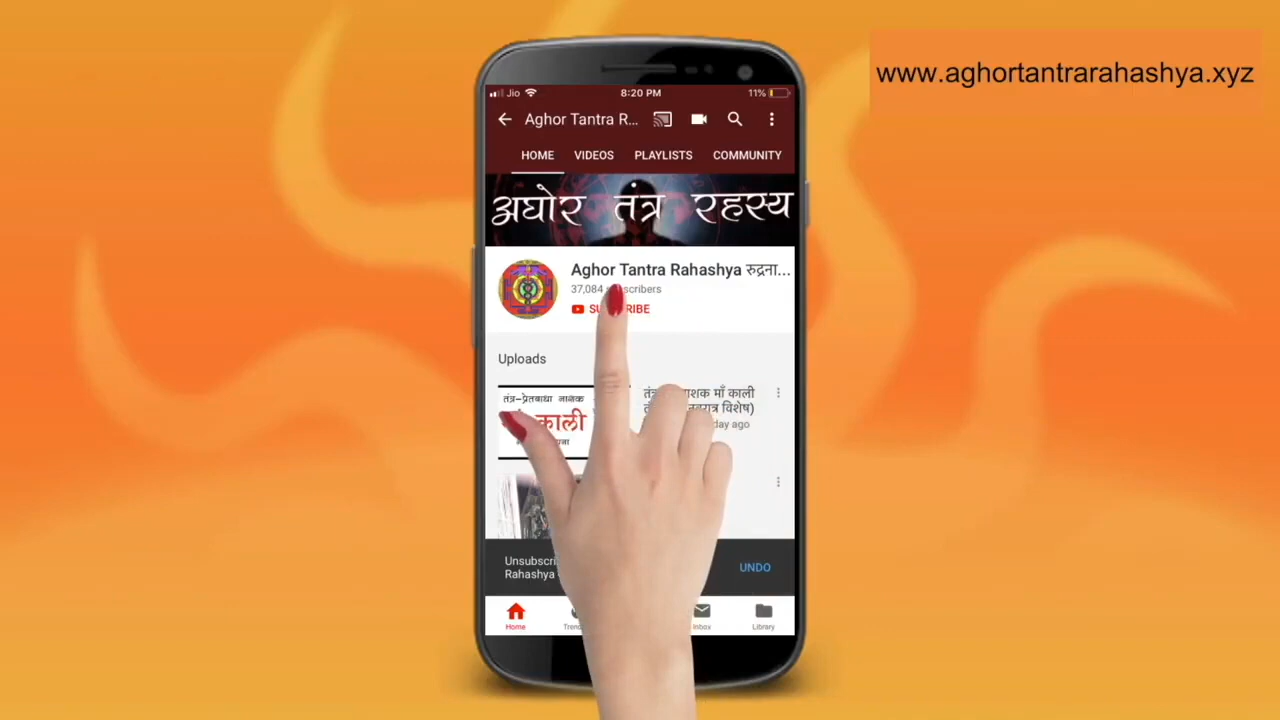 www.aghortantrarahashya.xyz
Jio 8:20 PM 11%
Aghor Tantra R...
HOME VIDEOS PLAYLISTS COMMUNITY
अघोर तंत्र रहस्य
Aghor Tantra Rahashya रुद्रना...
37,084
Uploads
तंत्र-प्रेतबाधा नाशक
काली
माँ काली
विशेष)
ago
UNDO
Rahashya
Home Inbox Library